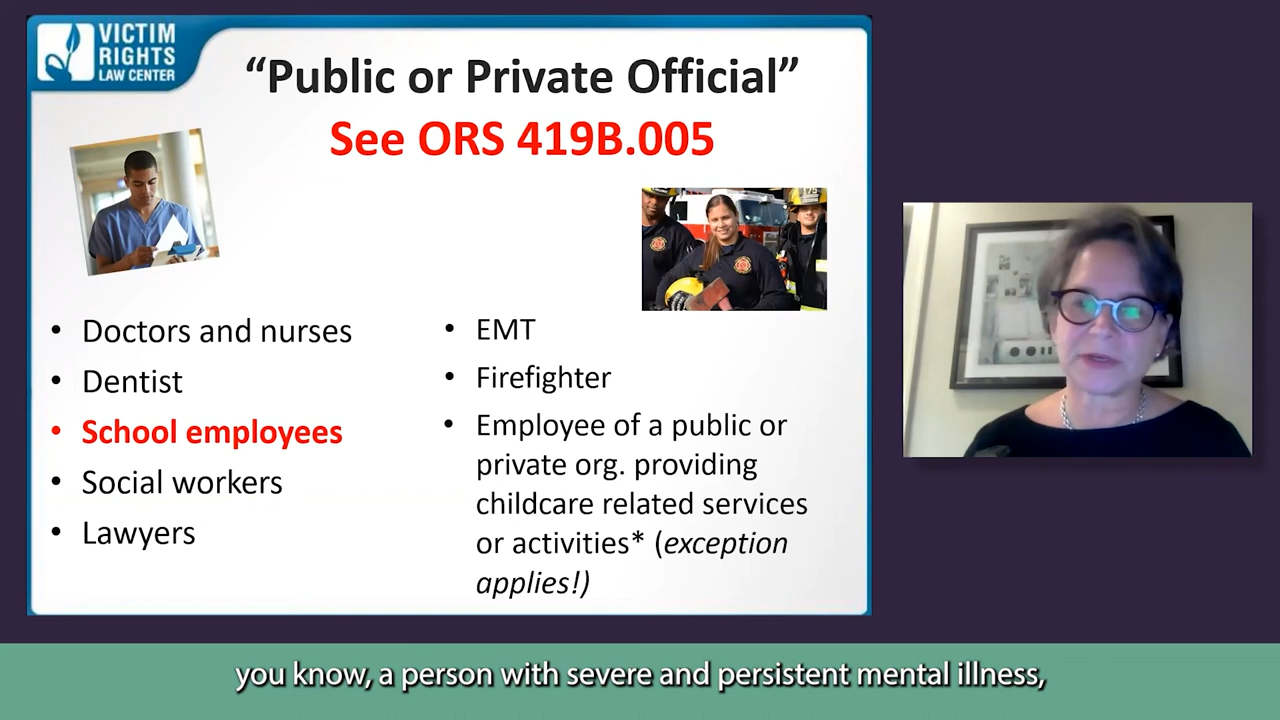 VICTIM
RIGHTS
LAW CENTER
“Public or Private Official”
See ORS 419B.005
175
• Doctors and nurses
• Dentist
• School employees
• Social workers
• Lawyers
• EMT
• Firefighter
• Employee of a public or
private org. providing
childcare related services
or activities* (exception
applies!)
you know, a person with severe and persistent mental illness,